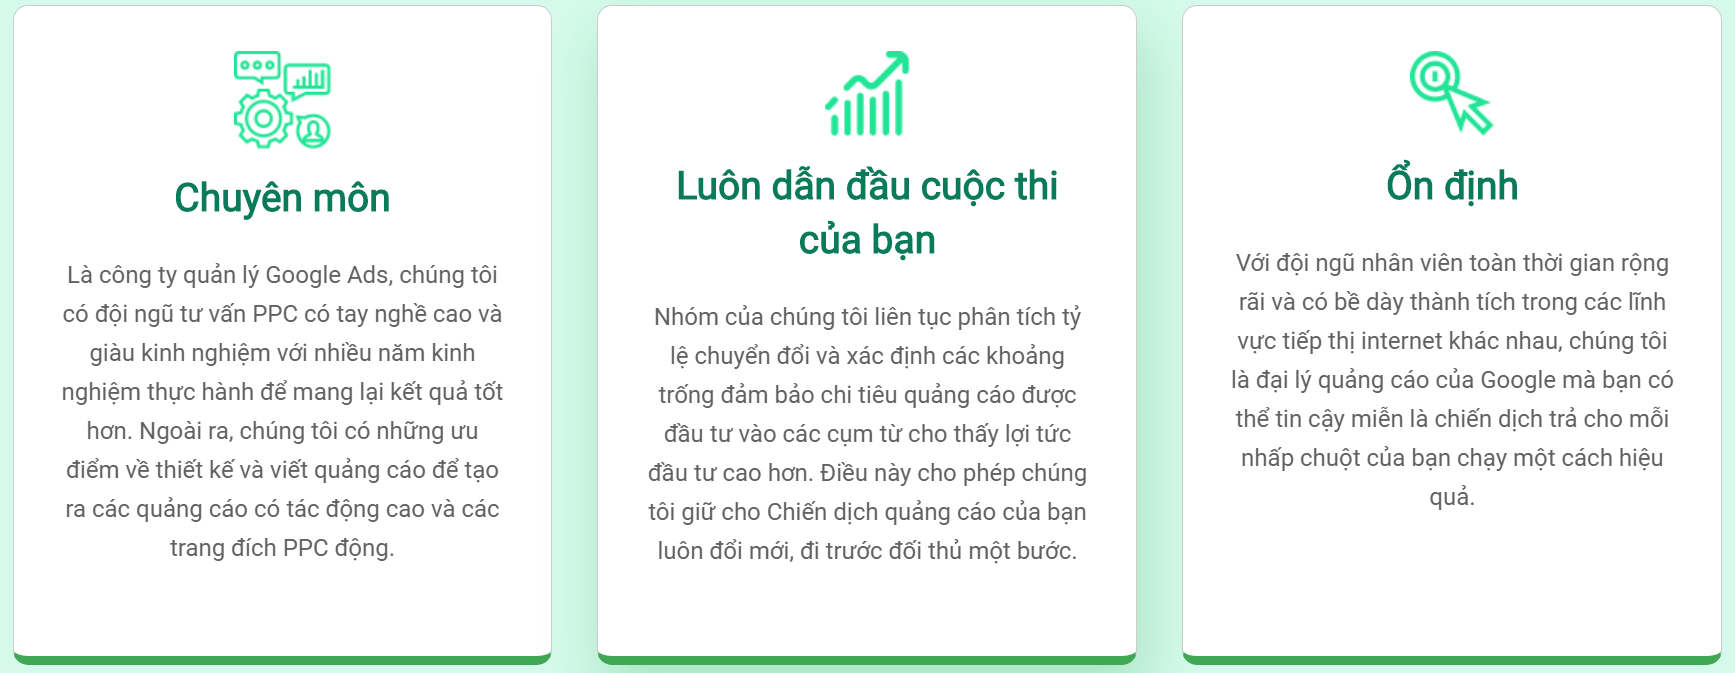 Chuyên môn
Là công ty quản lý Google Ads, chúng tôi
có đội ngũ tư vấn PPC có tay nghề cao và
giàu kinh nghiệm với nhiều năm kinh
nghiệm thực hành để mang lại kết quả tốt
hơn. Ngoài ra, chúng tôi có những ưu
điểm về thiết kế và viết quảng cáo để tạo
ra các quảng cáo có tác động cao và các
trang đích PPC động.
Luôn dẫn đầu cuộc thi
của bạn
Nhóm của chúng tôi liên tục phân tích tỷ
lệ chuyển đổi và xác định các khoảng
trống đảm bảo chi tiêu quảng cáo được
đầu tư vào các cụm từ cho thấy lợi tức
đầu tư cao hơn. Điều này cho phép chúng
tôi giữ cho Chiến dịch quảng cáo của bạn
luôn đổi mới, đi trước đối thủ một bước.
Ổn định
Với đội ngũ nhân viên toàn thời gian rộng
rãi và có bề dày thành tích trong các lĩnh
vực tiếp thị internet khác nhau, chúng tôi
là đại lý quảng cáo của Google mà bạn có
thể tin cậy miễn là chiến dịch trả cho mỗi
nhấp chuột của bạn chạy một cách hiệu
quả.